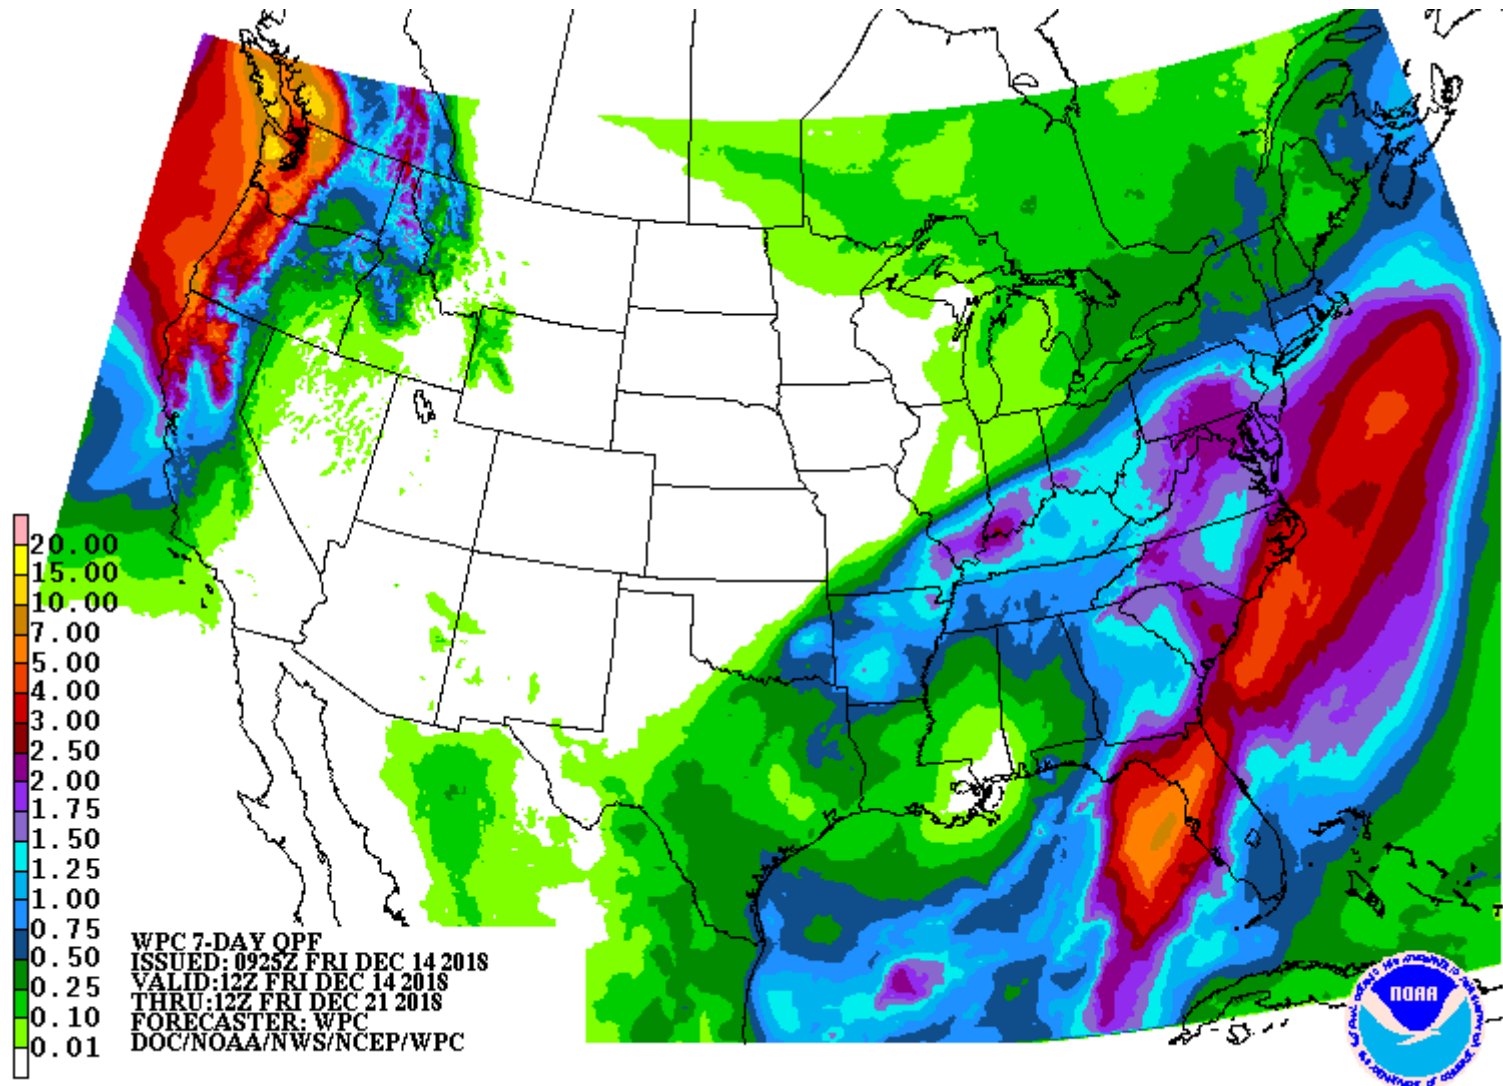 20.00
15.00
10.00
7.00
5.00
4.00
3.00
2.50
2.00
1.75
1.50
1.25
1.00
0.75
0.50
0.25
0.10
0.01
WPC 7-DAY QPF
ISSUED: 0925Z FRI DEC 14 2018
VALID:12Z FRI DEC 14 2018
THRU:12Z FRI DEC 21 2018
FORECASTER: WPC
DOC/NOAA/NWS/NCEP/WPC
NOAA